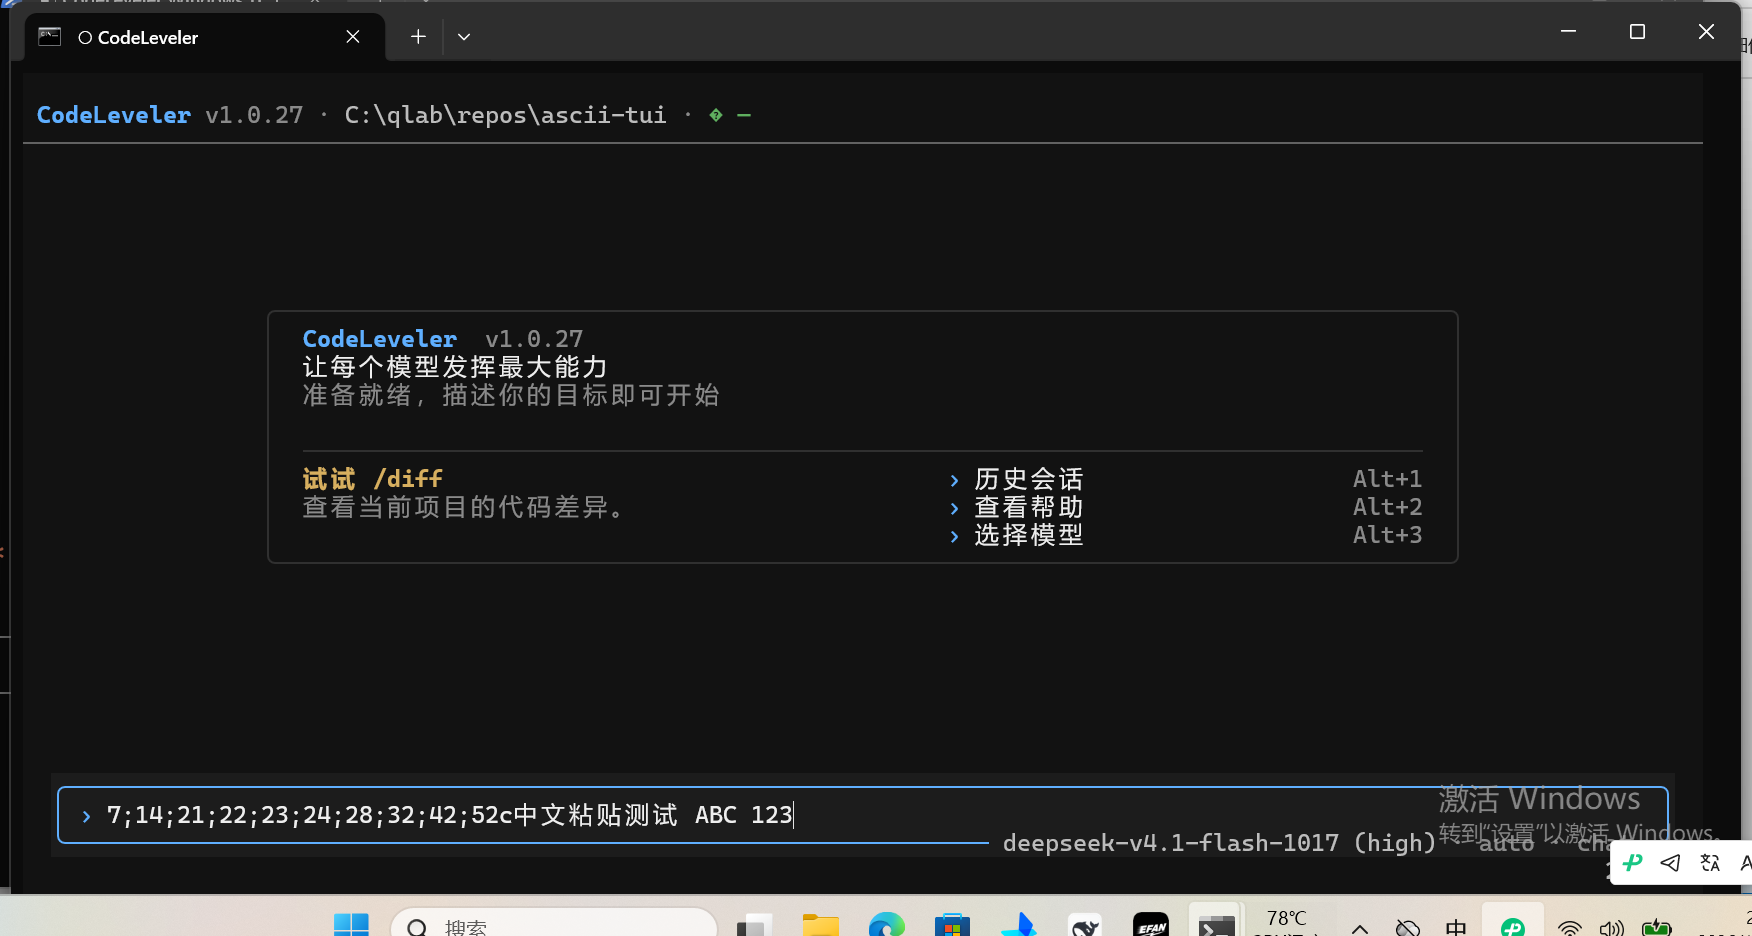 CodeLeveler
CodeLeveler v1.0.27 · C:\qlab\repos\ascii-tui · � —
CodeLeveler v1.0.27
让每个模型发挥最大能力
准备就绪，描述你的目标即可开始
试试 /diff
查看当前项目的代码差异。
› 历史会话 Alt+1
› 查看帮助 Alt+2
› 选择模型 Alt+3
› 7;14;21;22;23;24;28;32;42;52c中文粘贴测试 ABC 123
激活 Windows
转到“设置”以激活 Windows。
deepseek-v4.1-flash-1017 (high) · auto ·
搜索
EFAN
78℃
中